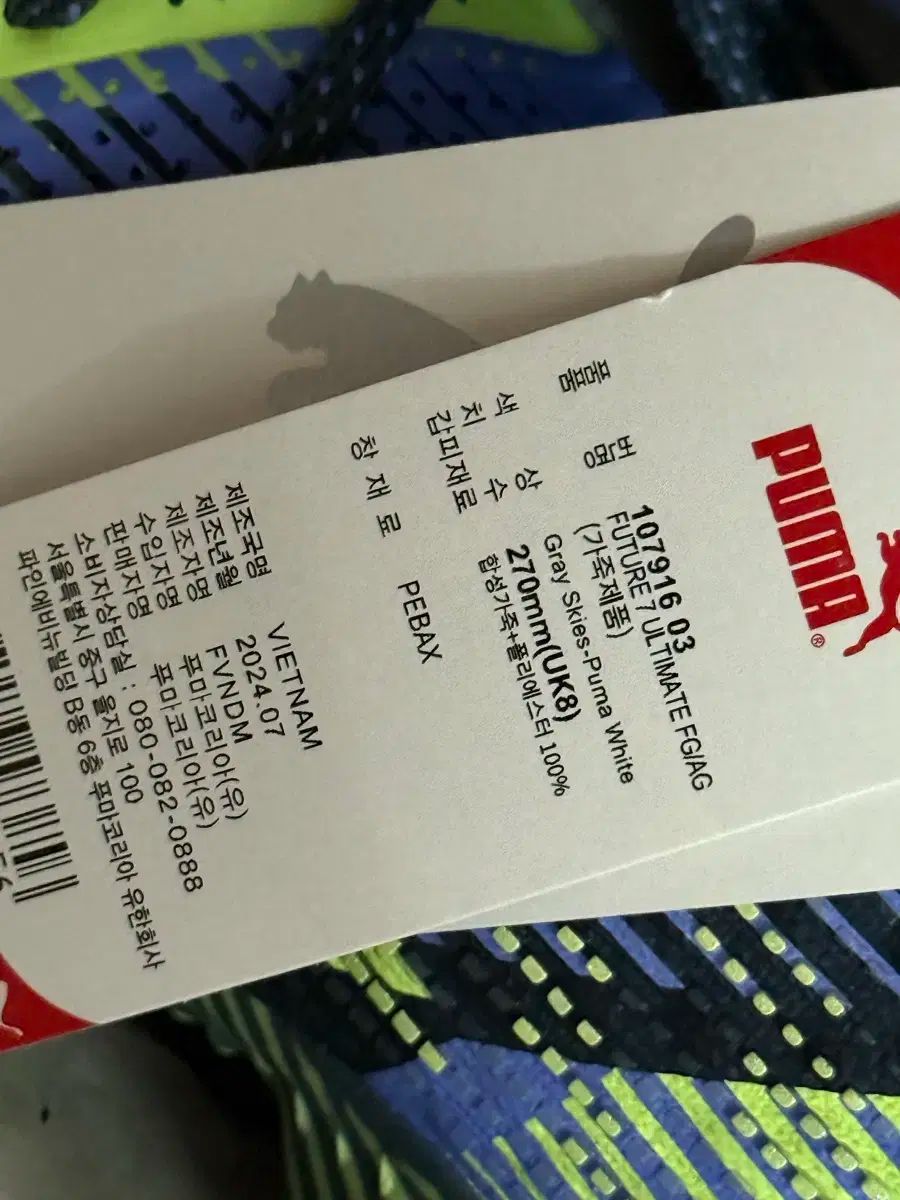 PUMA®
품 번 107916 03
품 명 FUTURE 7 ULTIMATE FG/AG
(가죽제품)
색 상 Gray Skies-Puma White
치 수 270mm(UK8)
갑피재료 합성가죽+폴리에스터 100%
창 재 료 PEBAX
제조국명 VIETNAM
제조년월 2024.07
제조자명 FVNDM
수입자명 푸마코리아(유)
판매자명 푸마코리아(유)
소비자상담실 : 080-082-0888
서울특별시 중구 을지로 100
파인애비뉴빌딩 B동 6층 푸마코리아 유한회사